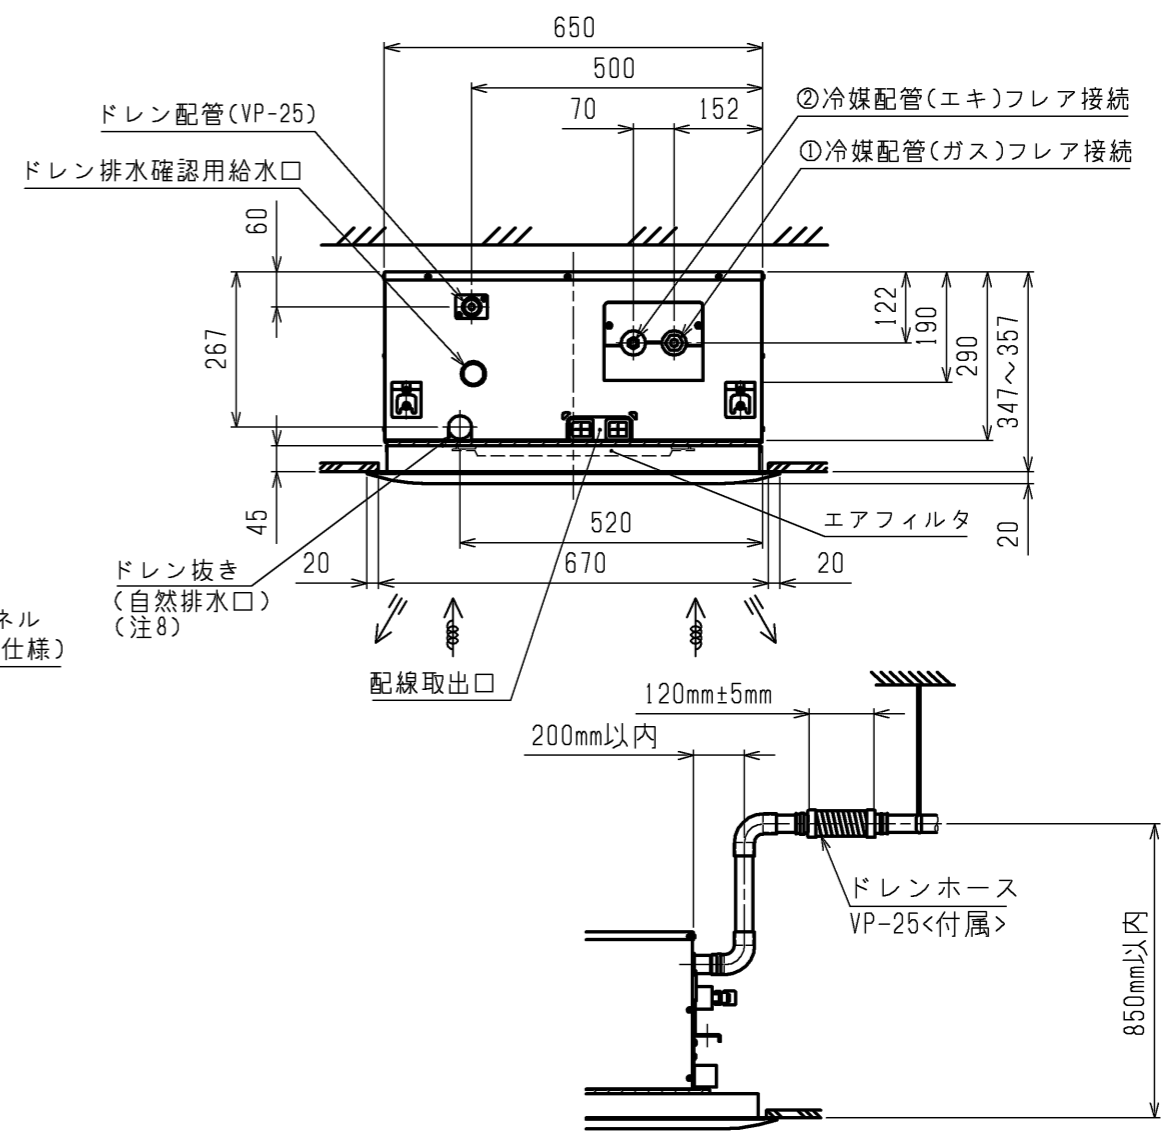 650
500
70
152
ドレン配管(VP-25)
②冷媒配管(エキ)フレア接続
①冷媒配管(ガス)フレア接続
ドレン排水確認用給水口
60
267
122
190
290
347～357
45
20
520
エアフィルタ
20
670
20
ドレン抜き
(自然排水口)
(注8)
ネル
仕様)
配線取出口
120mm±5mm
200mm以内
ドレンホース
VP-25<付属>
850mm以内